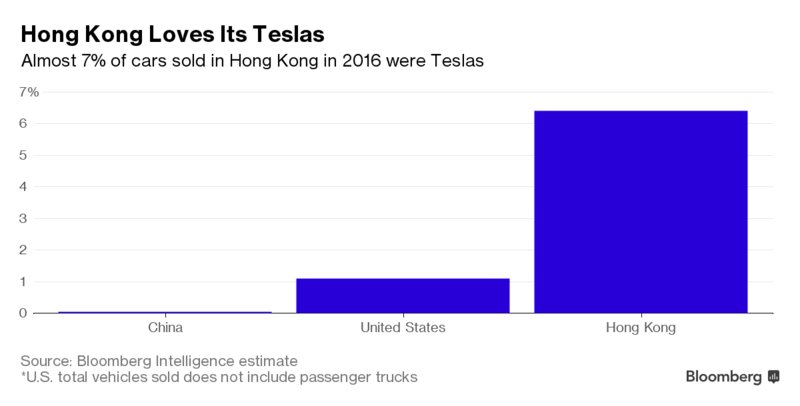 Hong Kong Loves Its Teslas
Almost 7% of cars sold in Hong Kong in 2016 were Teslas
7%
6
5
4
3
2
1
0
China United States Hong Kong
Source: Bloomberg Intelligence estimate
*U.S. total vehicles sold does not include passenger trucks
Bloomberg